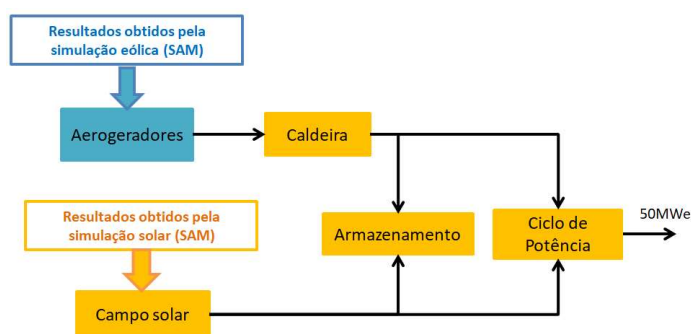 Resultados obtidos pela
simulação eólica (SAM)
Aerogeradores
Caldeira
Resultados obtidos pela
simulação solar (SAM)
Armazenamento
Ciclo de
Potência
50MWe
Campo solar